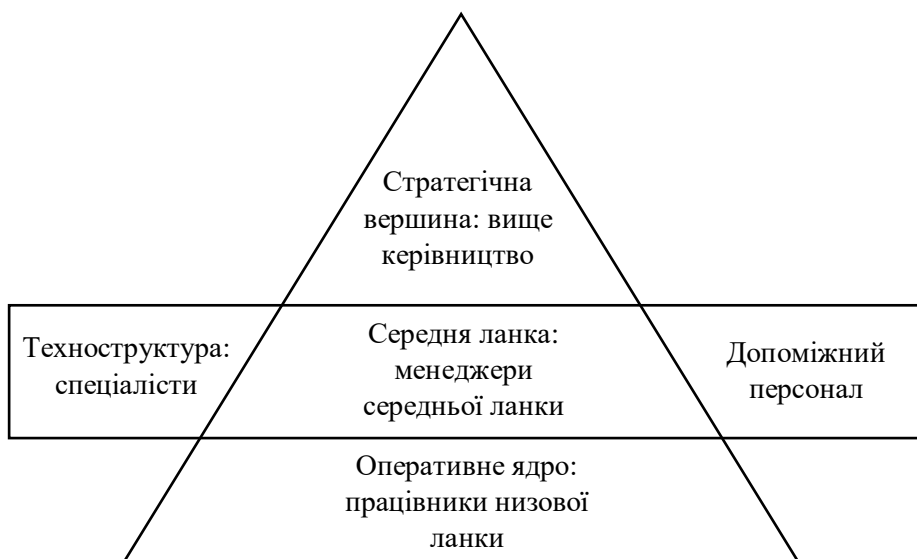 Стратегічна
вершина: вище
керівництво
Техноструктура:
спеціалісти
Середня ланка:
менеджери
середньої ланки
Допоміжний
персонал
Оперативне ядро:
працівники низової
ланки